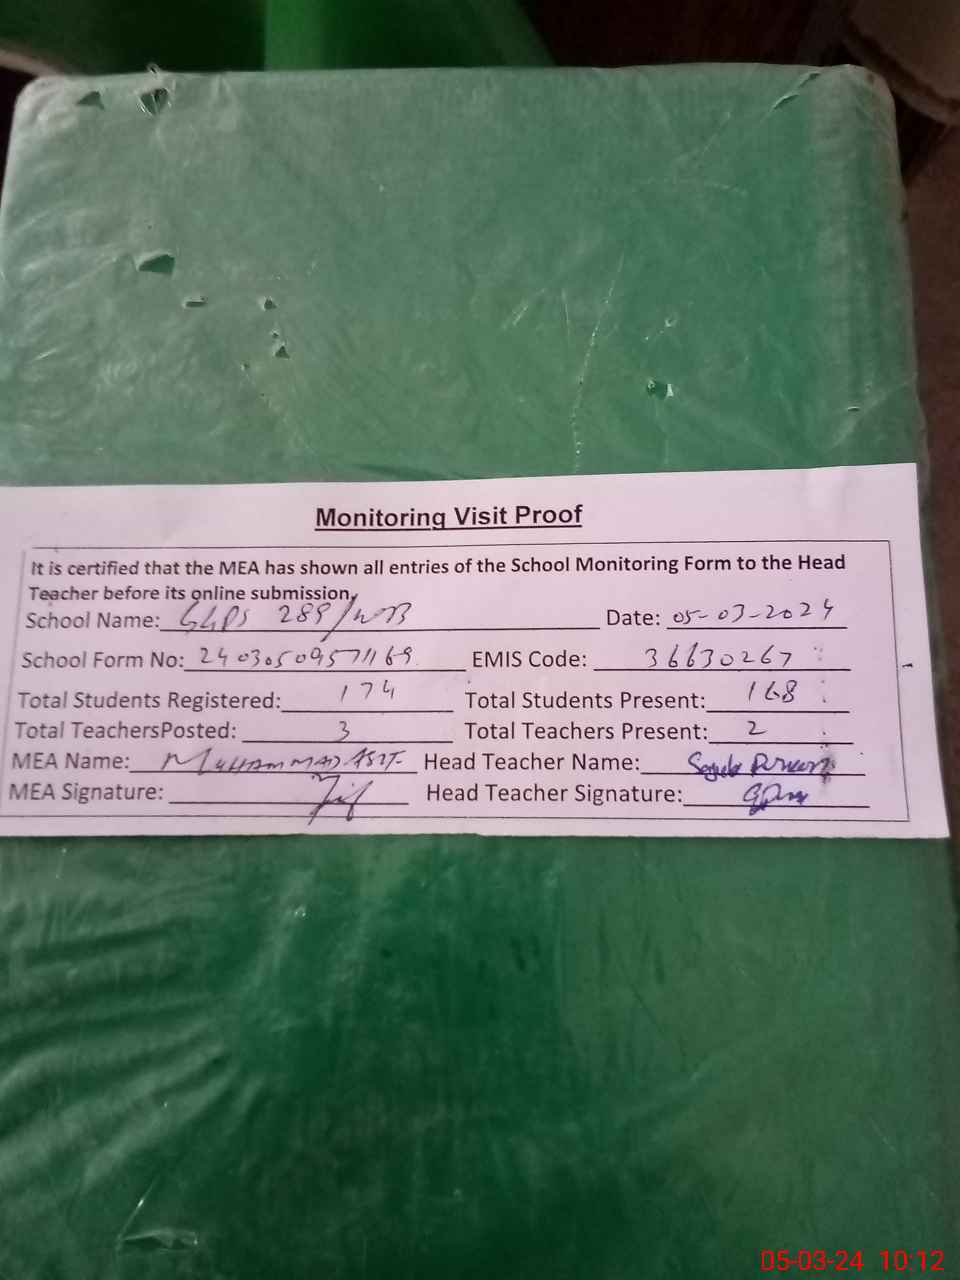 Monitoring Visit Proof
It is certified that the MEA has shown all entries of the School Monitoring Form to the Head
Teacher before its online submission.
School Name: GGPS 289/WB Date: 05-03-2024
School Form No: EMIS Code: 36630267
Total Students Registered: 174 Total Students Present: 168
Total TeachersPosted: 3 Total Teachers Present: 2
MEA Name: MUHAMMAD ASIF Head Teacher Name:
MEA Signature: Head Teacher Signature:
05-03-24 10:12